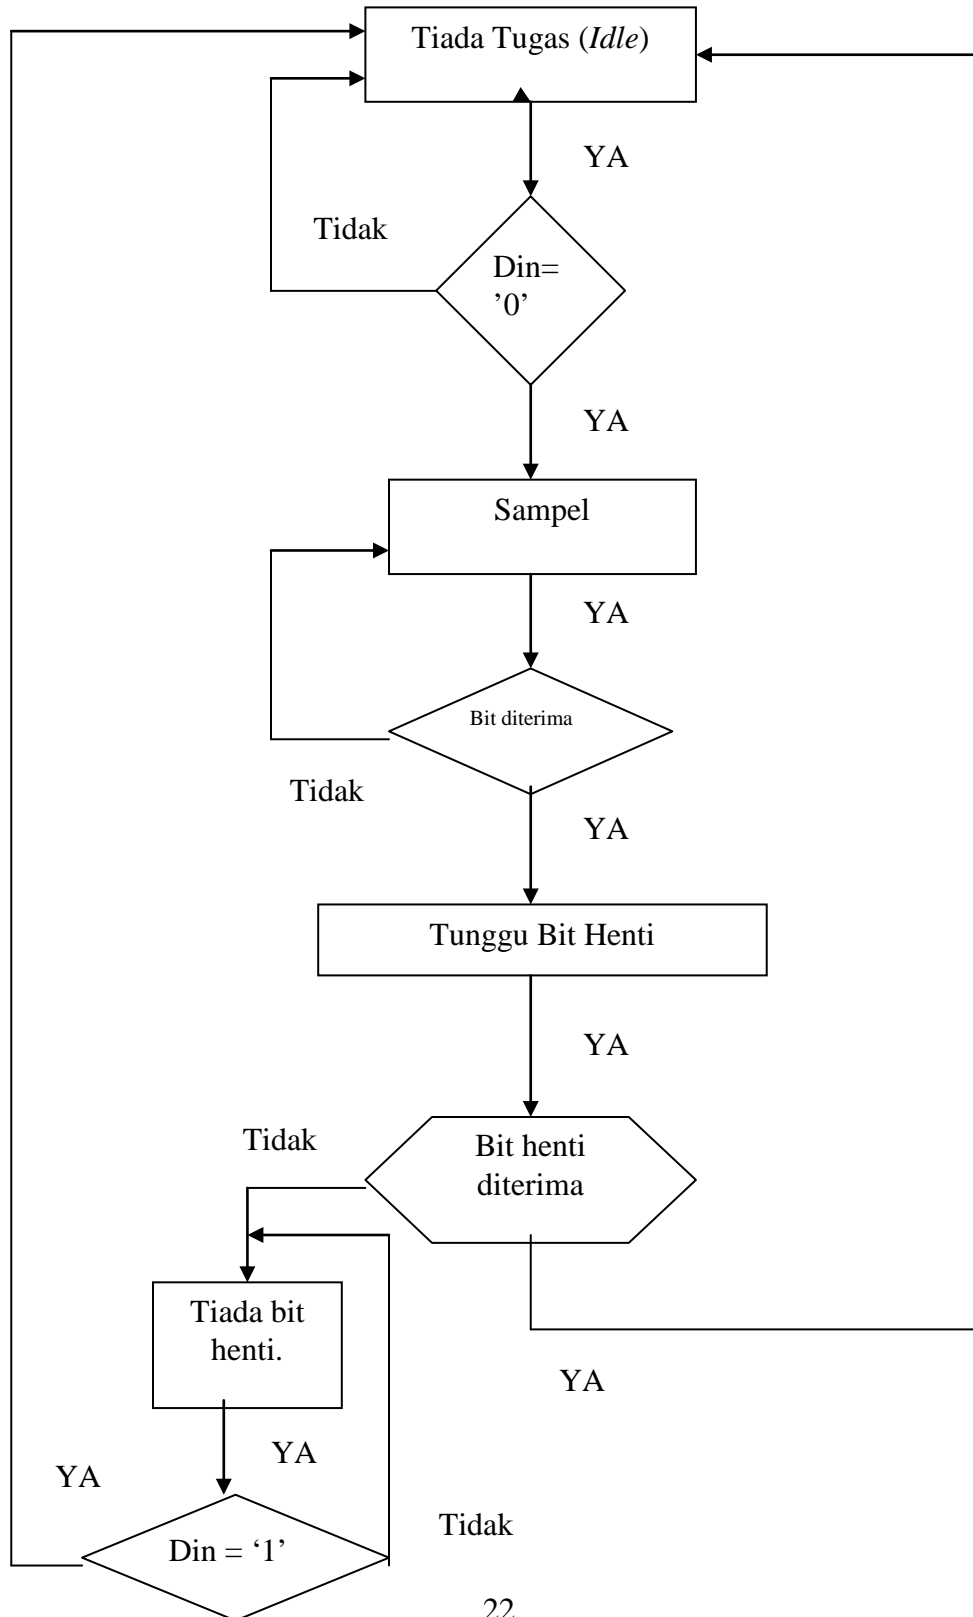 Tiada Tugas (Idle)
YA
Tidak
Din=
’0’
YA
Sampel
YA
Bit diterima
Tidak
YA
Tunggu Bit Henti
YA
Tidak
Bit henti
diterima
Tiada bit
henti.
YA
YA
YA
Din = ‘1’
Tidak
22